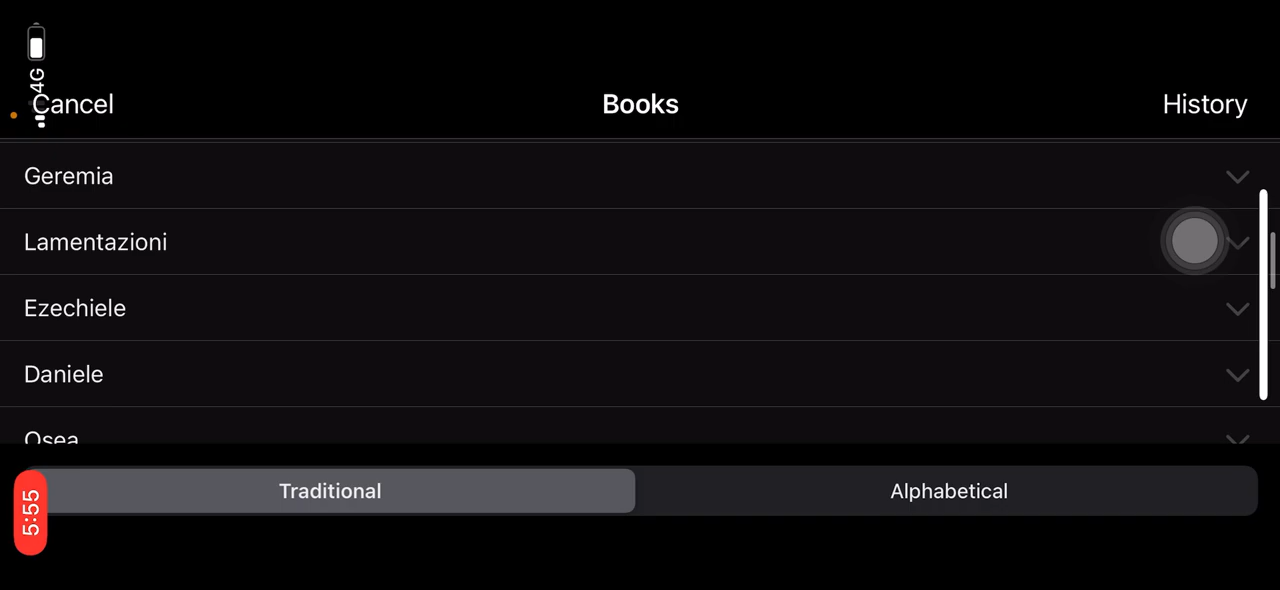 4G
Cancel
Books
History
Geremia
Lamentazioni
Ezechiele
Daniele
Osea
Traditional
Alphabetical
5:55